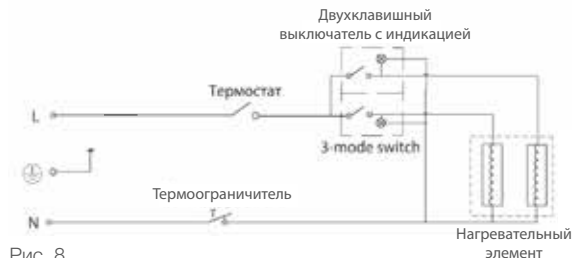 Двухклавишный
выключатель с индикацией
Термостат
L
3-mode switch
Термоограничитель
T
N
Нагревательный
элемент
Рис. 8